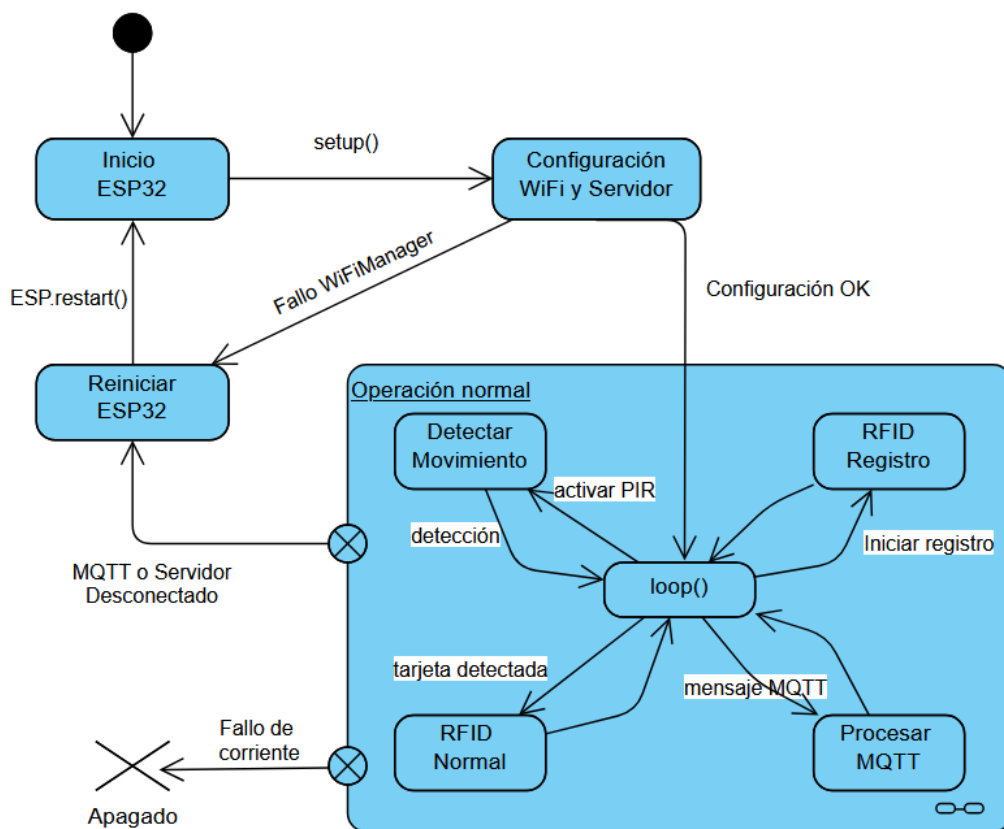 Inicio
ESP32
setup()
Configuración
WiFi y Servidor
Fallo WiFiManager
ESP.restart()
Configuración OK
Reiniciar
ESP32
Operación normal
Detectar
Movimiento
RFID
Registro
activar PIR
detección
Iniciar registro
MQTT o Servidor
Desconectado
loop()
tarjeta detectada
mensaje MQTT
Fallo de
corriente
RFID
Normal
Procesar
MQTT
Apagado